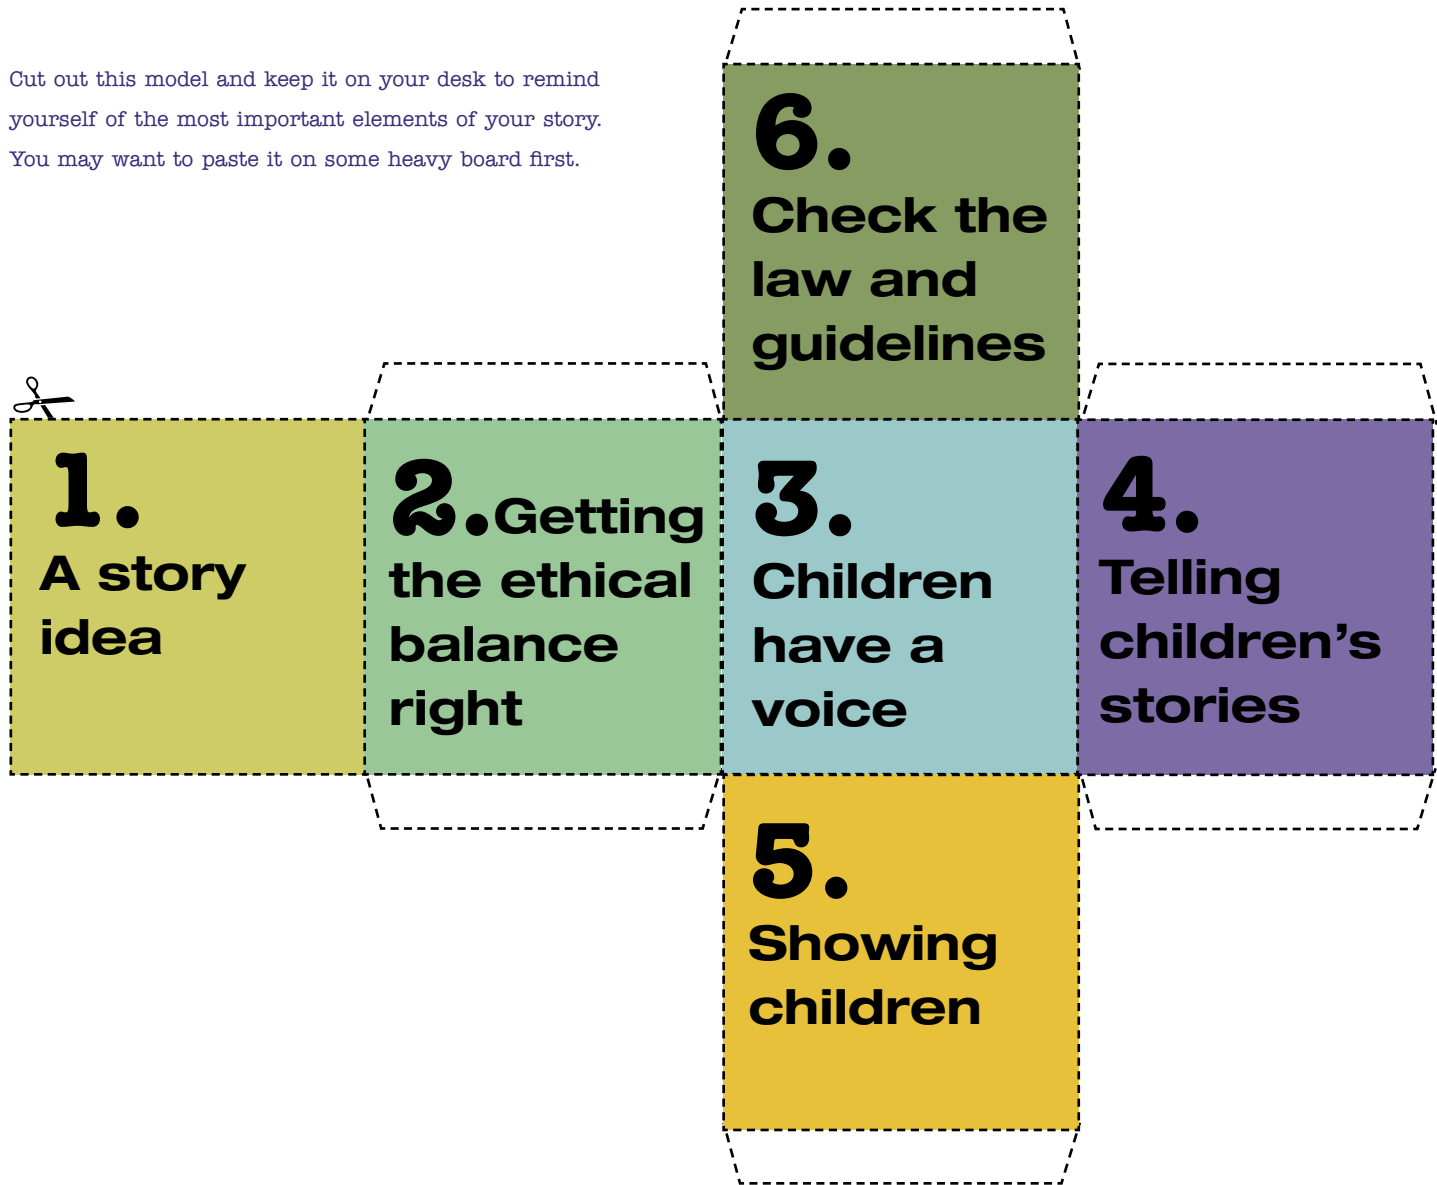 Cut out this model and keep it on your desk to remind
yourself of the most important elements of your story.
You may want to paste it on some heavy board first.
6.
Check the
law and
guidelines
1.
A story
idea
2.Getting
the ethical
balance
right
3.
Children
have a
voice
4.
Telling
children’s
stories
5.
Showing
children